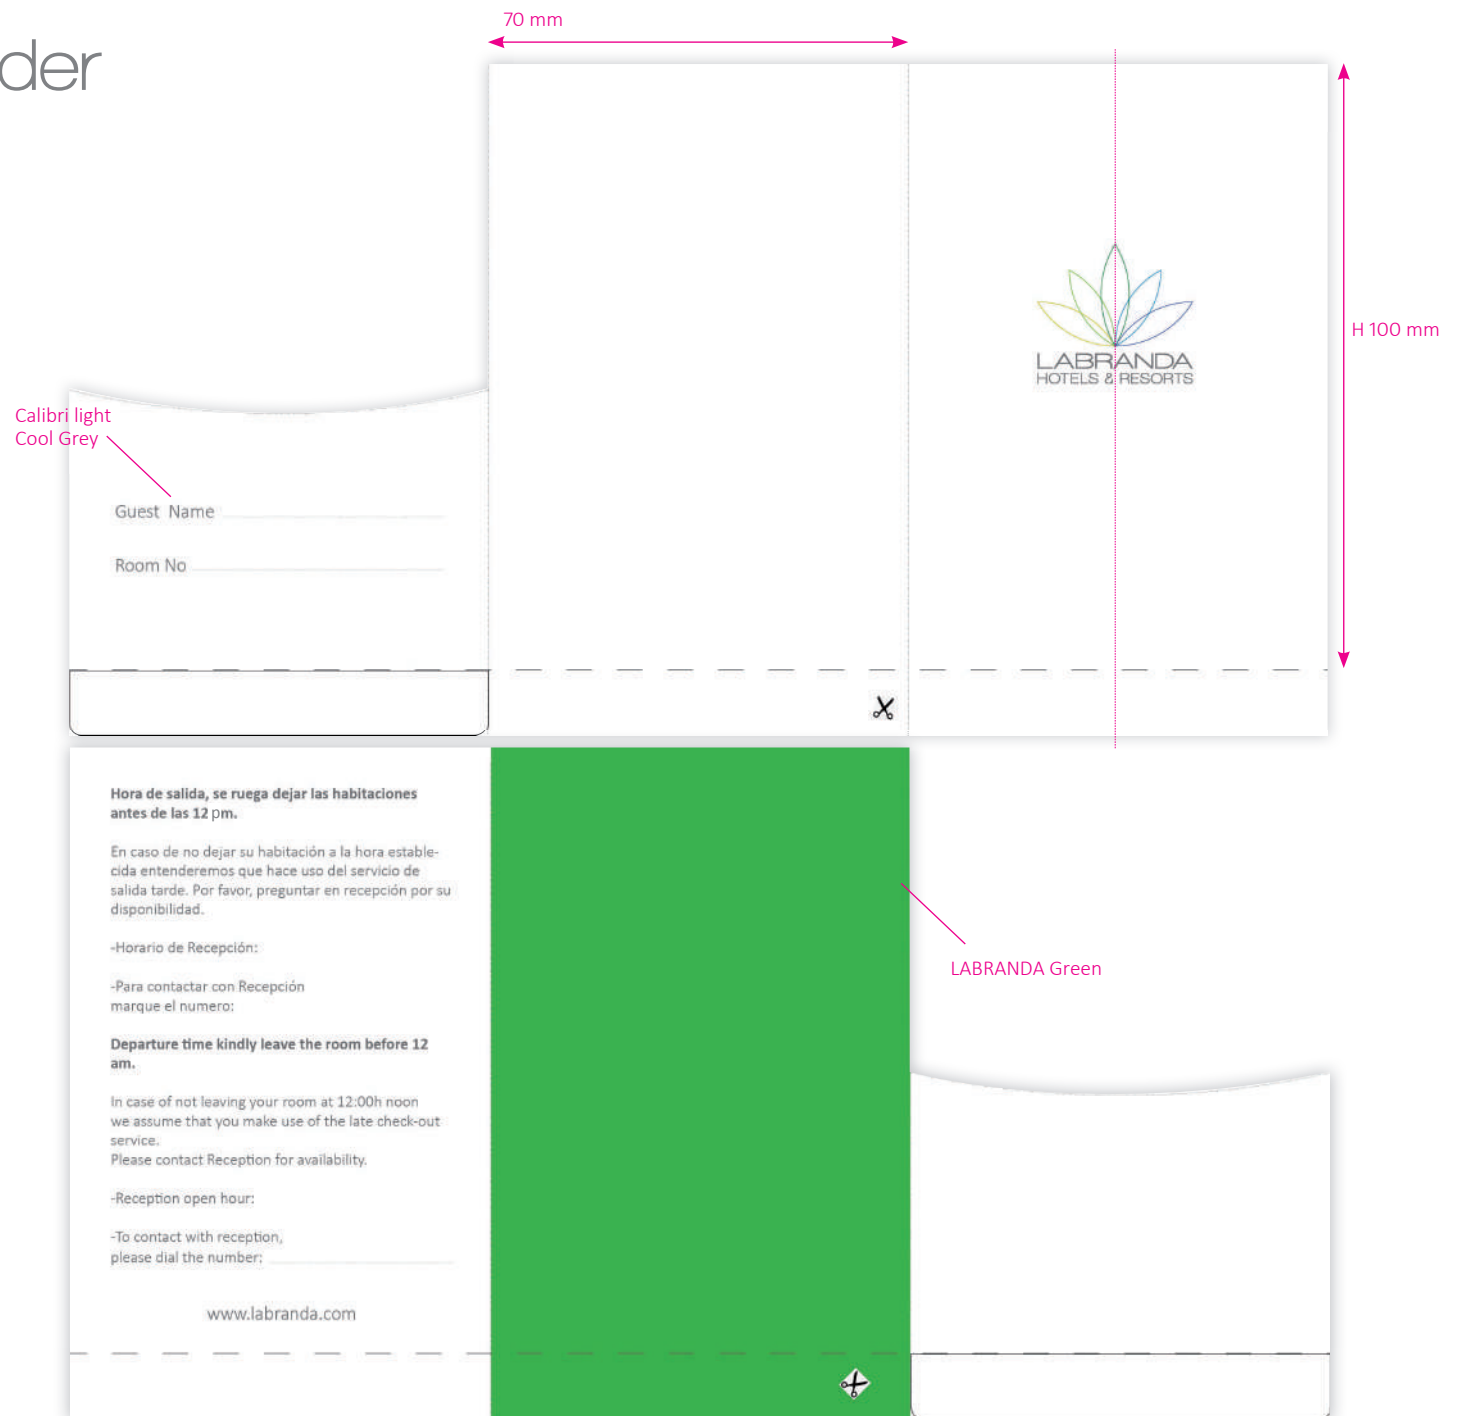 der
70 mm
H 100 mm
LABRANDA
HOTELS & RESORTS
Calibri light
Cool Grey
Guest Name
Room No
Hora de salida, se ruega dejar las habitaciones
antes de las 12 pm.
En caso de no dejar su habitación a la hora estable-
cida entenderemos que hace uso del servicio de
salida tarde. Por favor, preguntar en recepción por su
disponibilidad.
-Horario de Recepción:
-Para contactar con Recepción
marque el numero:
Departure time kindly leave the room before 12
am.
In case of not leaving your room at 12:00h noon
we assume that you make use of the late check-out
service.
Please contact Reception for availability.
-Reception open hour:
-To contact with reception,
please dial the number:
www.labranda.com
LABRANDA Green